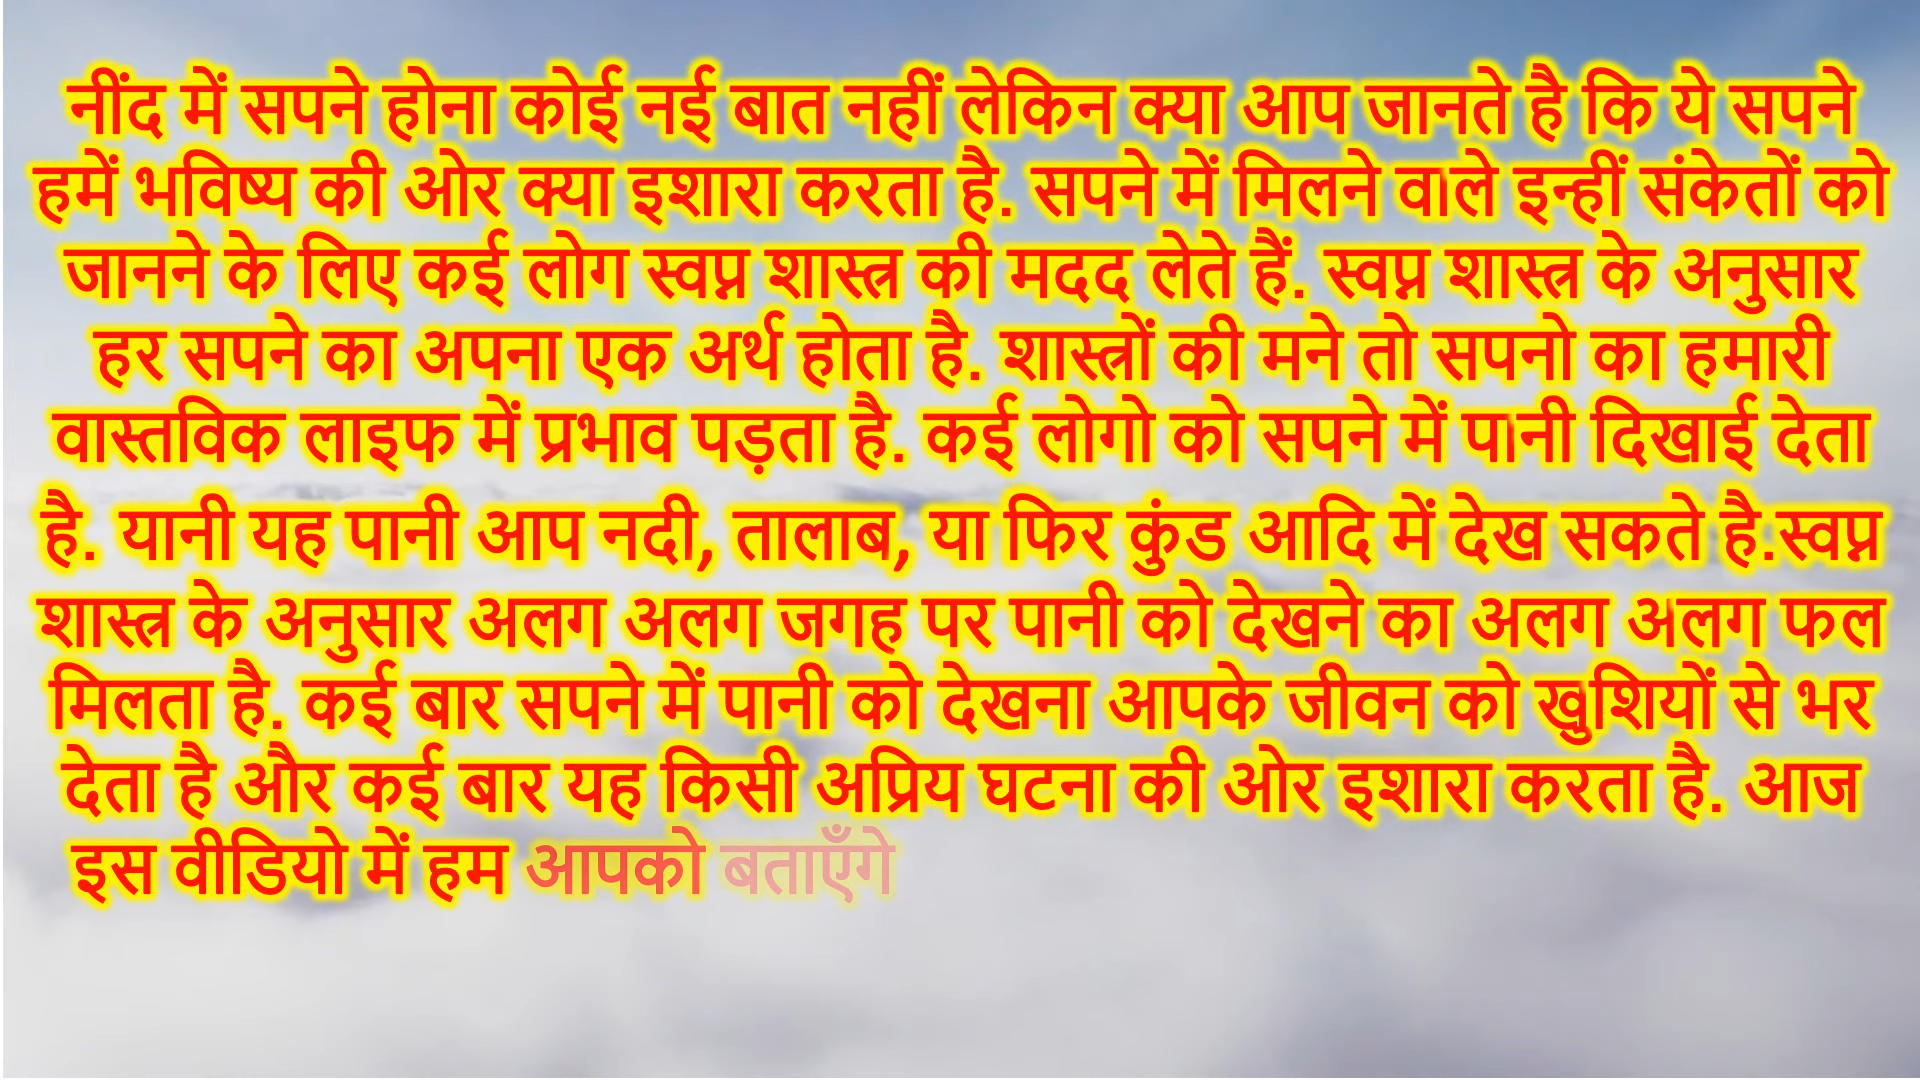 नींद में सपने होना कोई नई बात नहीं लेकिन क्या आप जानते है कि ये सपने
हमें भविष्य की ओर क्या इशारा करता है. सपने में मिलने वाले इन्हीं संकेतों को
जानने के लिए कई लोग स्वप्न शास्त्र की मदद लेते हैं. स्वप्न शास्त्र के अनुसार
हर सपने का अपना एक अर्थ होता है. शास्त्रों की मने तो सपनो का हमारी
वास्तविक लाइफ में प्रभाव पड़ता है. कई लोगो को सपने में पानी दिखाई देता
है. यानी यह पानी आप नदी, तालाब, या फिर कुंड आदि में देख सकते है.स्वप्न
शास्त्र के अनुसार अलग अलग जगह पर पानी को देखने का अलग अलग फल
मिलता है. कई बार सपने में पानी को देखना आपके जीवन को खुशियों से भर
देता है और कई बार यह किसी अप्रिय घटना की ओर इशारा करता है. आज
इस वीडियो में हम आपको बताएँगे